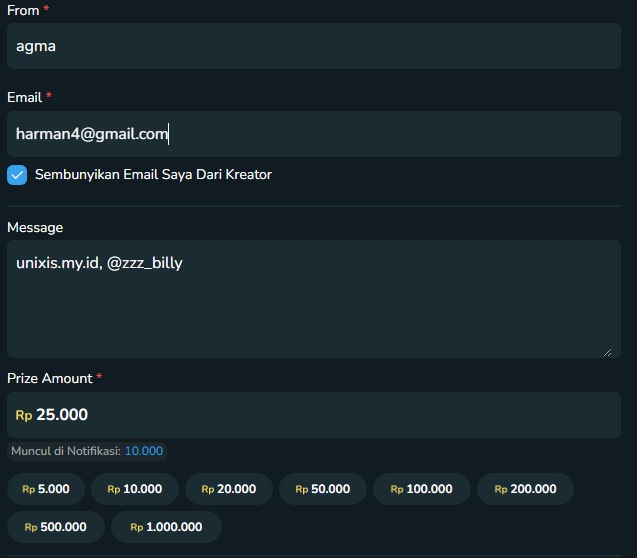 From *
agma
Email *
harman4@gmail.com
Sembunyikan Email Saya Dari Kreator
Message
unixis.my.id, @zzz_billy
Prize Amount *
Rp 25.000
Muncul di Notifikasi: 10.000
Rp 5.000 Rp 10.000 Rp 20.000 Rp 50.000 Rp 100.000 Rp 200.000
Rp 500.000 Rp 1.000.000